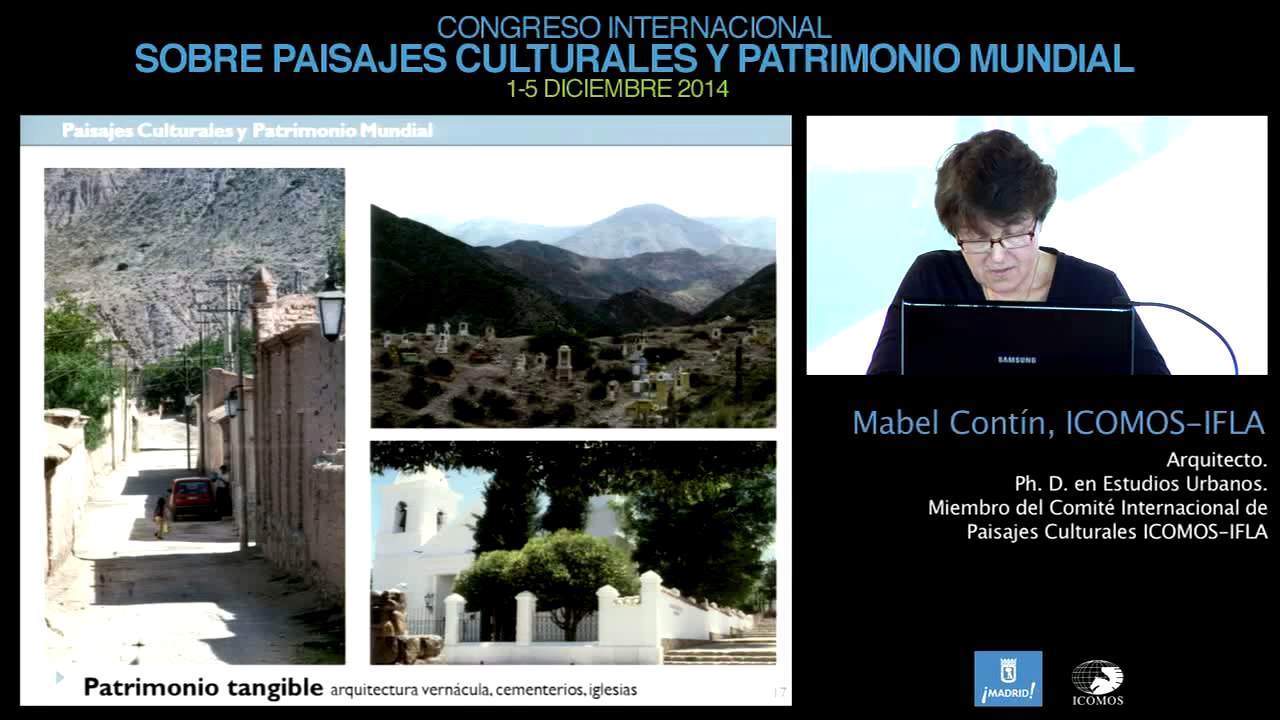 CONGRESO INTERNACIONAL
SOBRE PAISAJES CULTURALES Y PATRIMONIO MUNDIAL
1-5 DICIEMBRE 2014
Paisajes Culturales y Patrimonio Mundial
Patrimonio tangible arquitectura vernácula, cementerios, iglesias
17
SAMSUNG
Mabel Contín, ICOMOS-IFLA
Arquitecto.
Ph. D. en Estudios Urbanos.
Miembro del Comité Internacional de
Paisajes Culturales ICOMOS-IFLA
¡MADRID!
ICOMOS